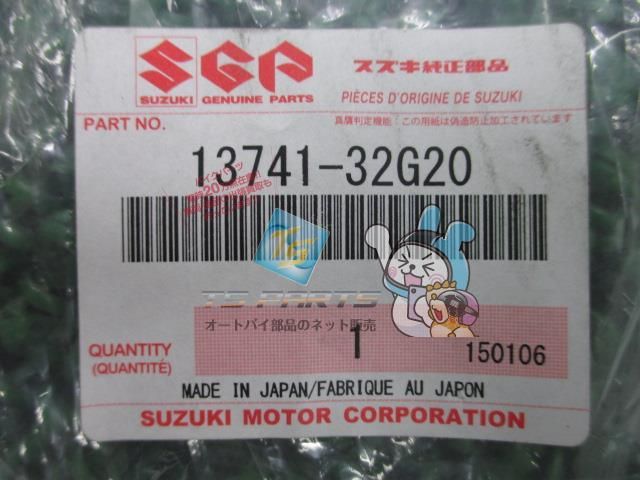 SGP
スズキ純正部品
SUZUKI GENUINE PARTS
PIÈCES D'ORIGINE DE SUZUKI
PART NO.
真贋判定機能:この用紙は偽造防止加工されています
13741-32G20
TS PARTS
オートバイ部品のネット販売
QUANTITY
(QUANTITÉ)
1
150106
MADE IN JAPAN/FABRIQUE AU JAPON
SUZUKI MOTOR CORPORATION